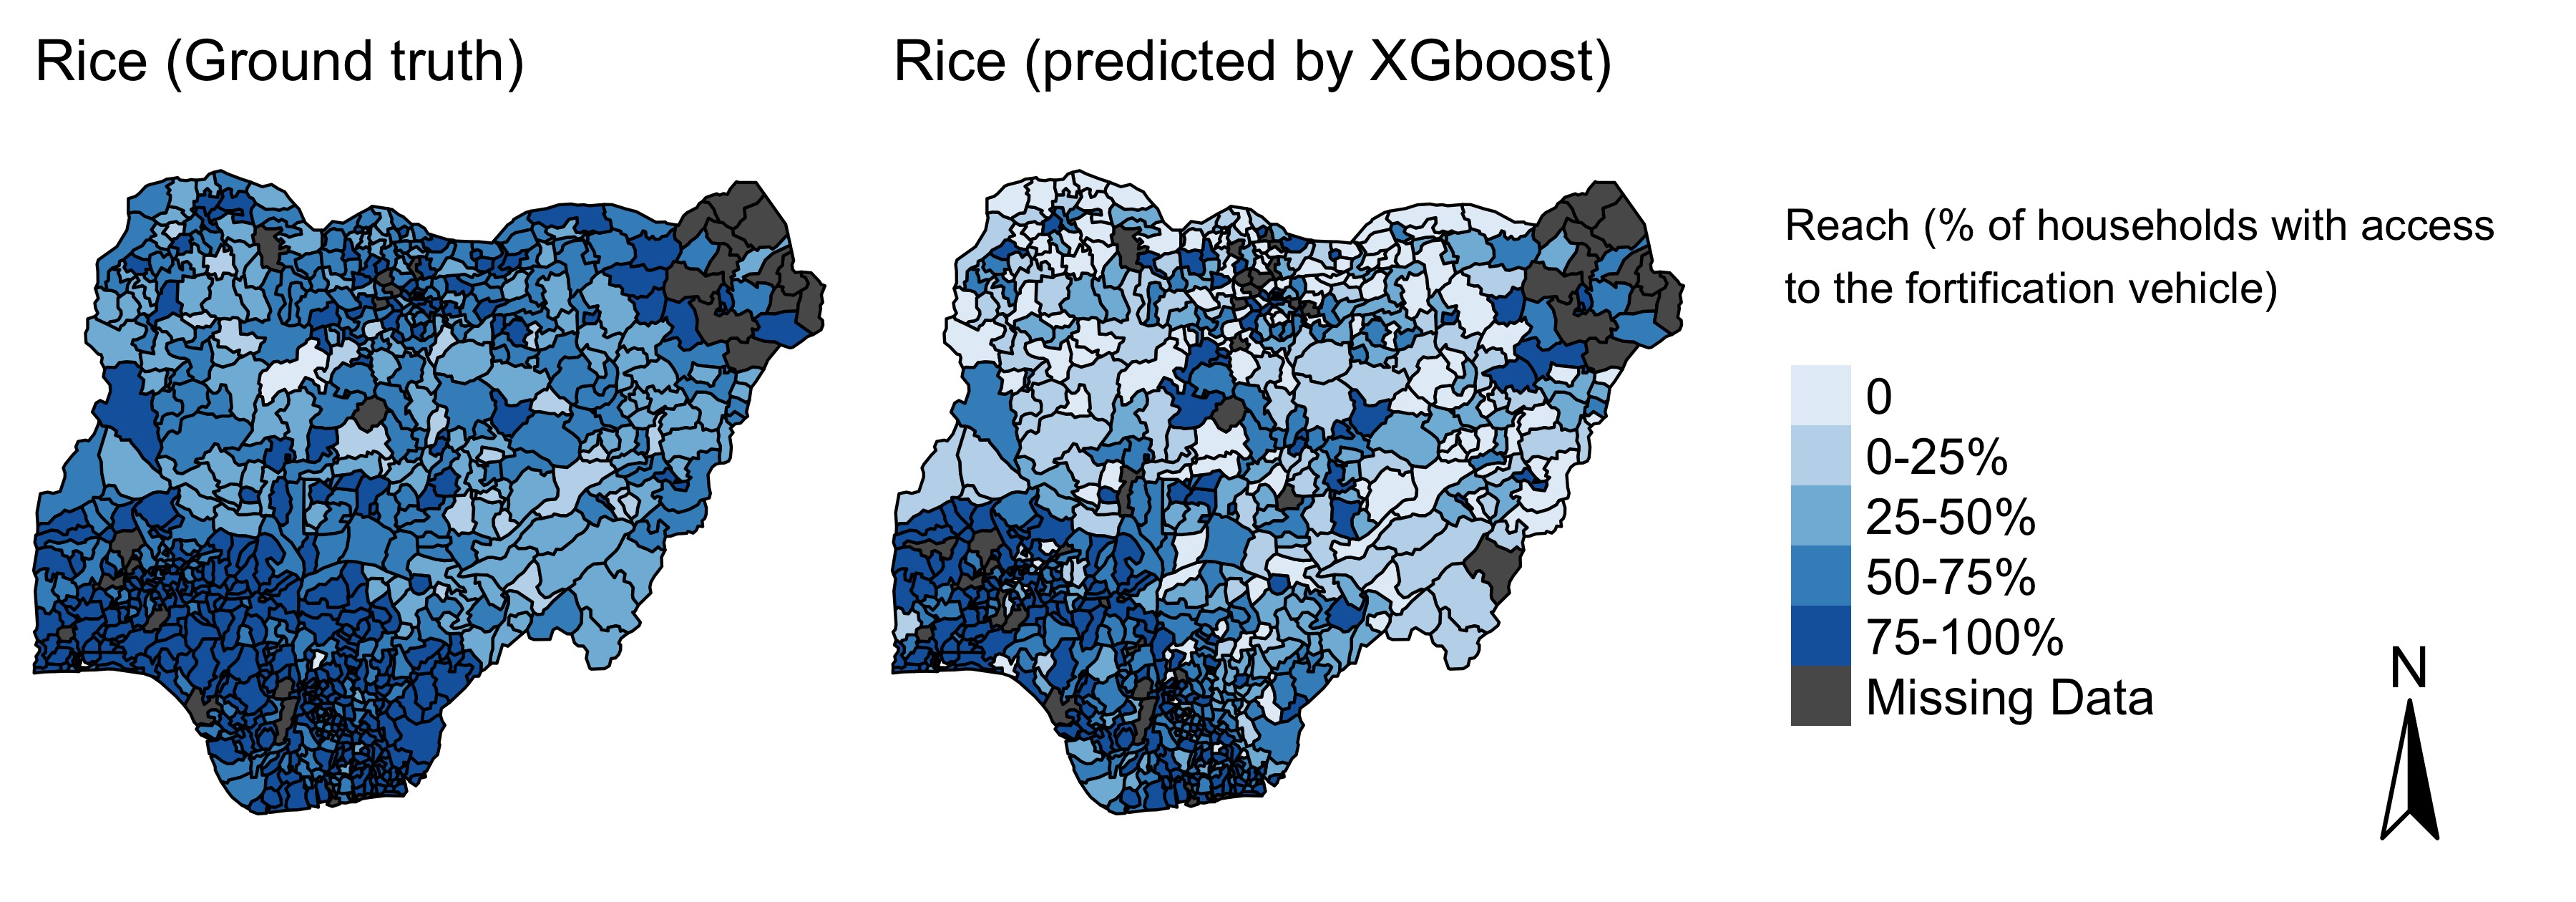 Rice (Ground truth)
Rice (predicted by XGboost)
Reach (% of households with access
to the fortification vehicle)
0
0-25%
25-50%
50-75%
75-100%
Missing Data
N